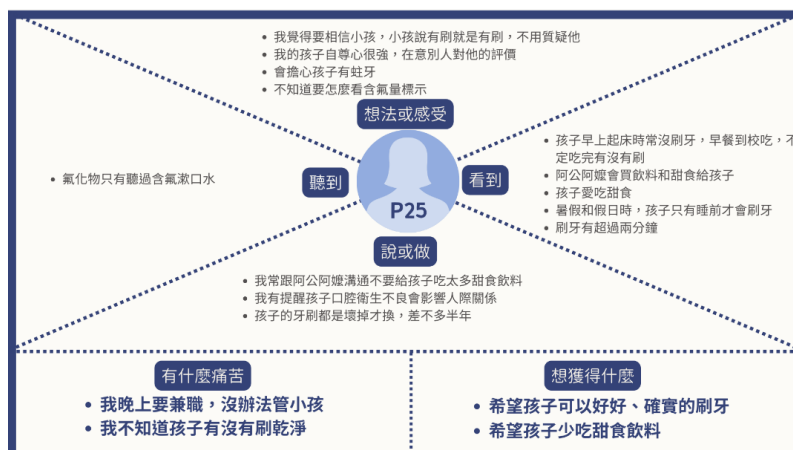 我覺得要相信小孩，小孩說有刷就是有刷，不用質疑他
我的孩子自尊心很強，在意別人對他的評價
會擔心孩子有蛀牙
不知道要怎麼看含氟量標示
想法或感受
氟化物只有聽過含氟漱口水
聽到
P25
看到
孩子早上起床時常沒刷牙，早餐到校吃，不
定吃完有沒有刷
阿公阿嬤會買飲料和甜食給孩子
孩子愛吃甜食
暑假和假日時，孩子只有睡前才會刷牙
刷牙有超過兩分鐘
說或做
我常跟阿公阿嬤溝通不要給孩子吃太多甜食飲料
我有提醒孩子口腔衛生不良會影響人際關係
孩子的牙刷都是壞掉才換，差不多半年
有什麼痛苦
我晚上要兼職，沒辦法管小孩
我不知道孩子有沒有刷乾淨
想獲得什麼
希望孩子可以好好、確實的刷牙
希望孩子少吃甜食飲料